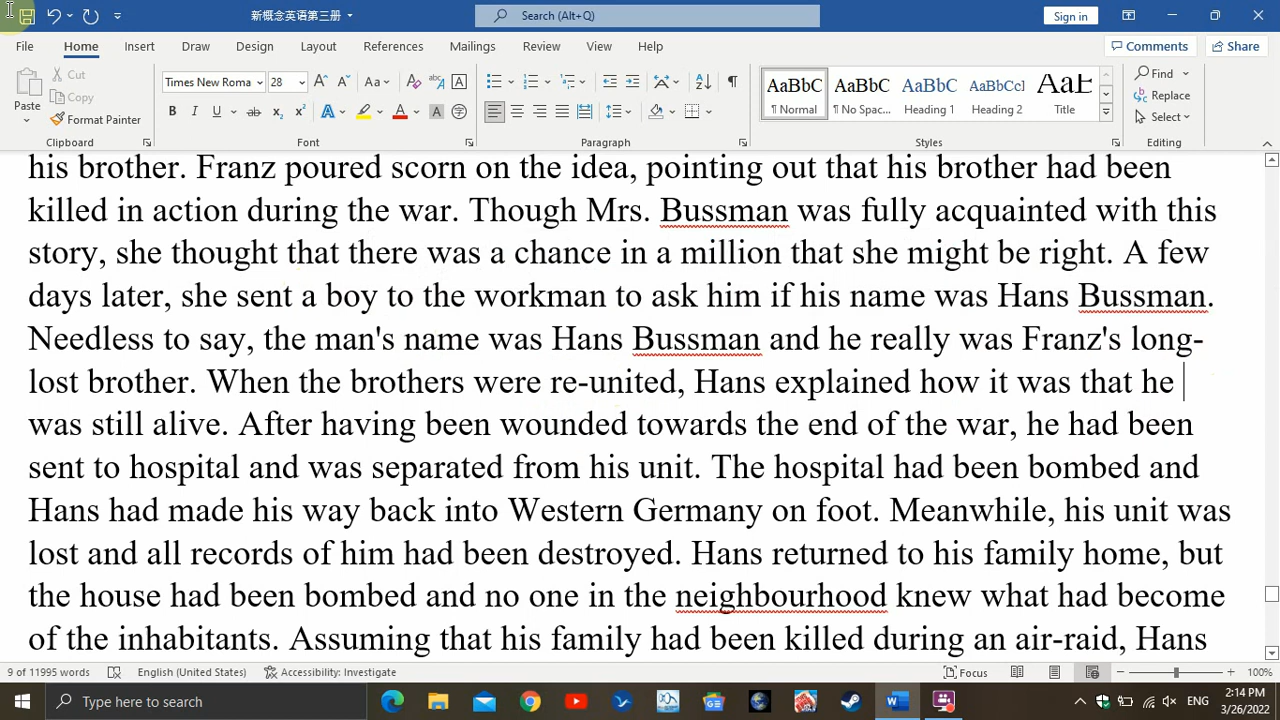 新概念英语第三册
Search (Alt+Q)
Sign in
File Home Insert Draw Design Layout References Mailings Review View Help Comments Share
Paste Cut Copy Format Painter
Times New Roma 28
AaBbC AaBbC AaBbC AaBbCcI AaB
Normal No Spac... Heading 1 Heading 2 Title
Find Replace Select
Clipboard Font Paragraph Styles Editing
his brother. Franz poured scorn on the idea, pointing out that his brother had been
killed in action during the war. Though Mrs. Bussman was fully acquainted with this
story, she thought that there was a chance in a million that she might be right. A few
days later, she sent a boy to the workman to ask him if his name was Hans Bussman.
Needless to say, the man's name was Hans Bussman and he really was Franz's long-
lost brother. When the brothers were re-united, Hans explained how it was that he
was still alive. After having been wounded towards the end of the war, he had been
sent to hospital and was separated from his unit. The hospital had been bombed and
Hans had made his way back into Western Germany on foot. Meanwhile, his unit was
lost and all records of him had been destroyed. Hans returned to his family home, but
the house had been bombed and no one in the neighbourhood knew what had become
of the inhabitants. Assuming that his family had been killed during an air-raid, Hans
9 of 11995 words English (United States) Accessibility: Investigate Focus 100%
Type here to search
ENG
2:14 PM
3/26/2022